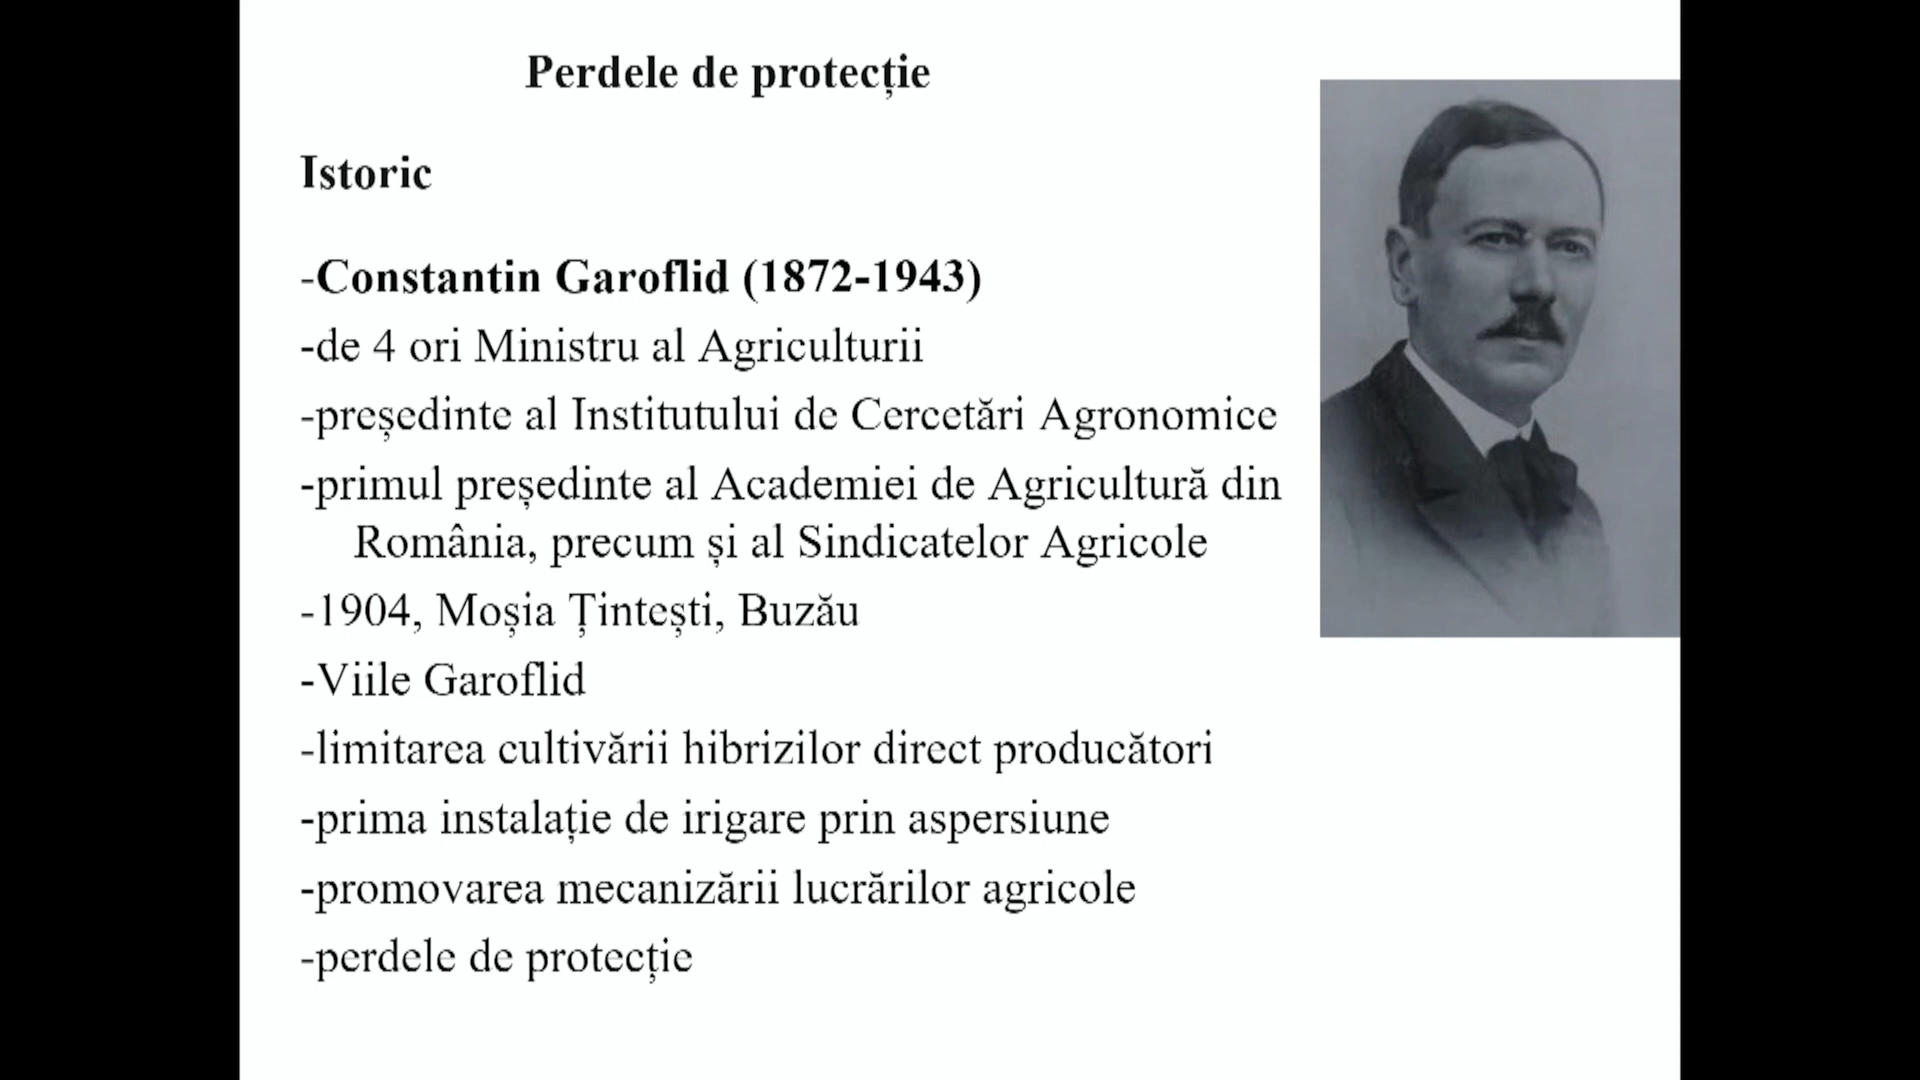 Perdele de protecție
Istoric
-Constantin Garoflid (1872-1943)
-de 4 ori Ministru al Agriculturii
-președinte al Institutului de Cercetări Agronomice
-primul președinte al Academiei de Agricultură din
România, precum și al Sindicatelor Agricole
-1904, Moșia Țintești, Buzău
-Viile Garoflid
-limitarea cultivării hibrizilor direct producători
-prima instalație de irigare prin aspersiune
-promovarea mecanizării lucrărilor agricole
-perdele de protecție